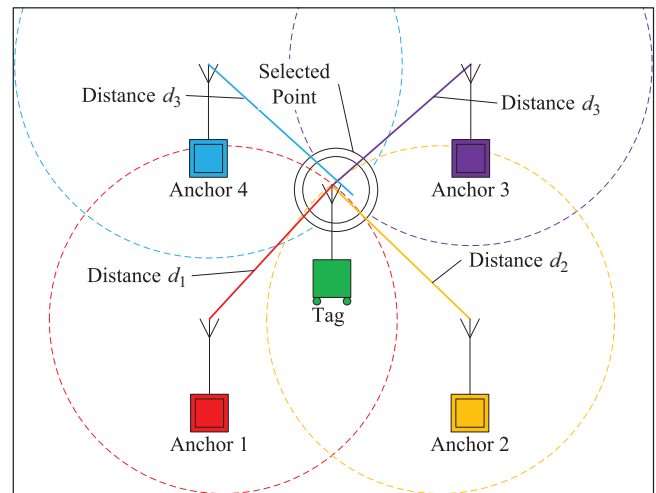 Selected
Point
Distance d3
Distance d3
Anchor 4
Anchor 3
Distance d1
Distance d2
Tag
Anchor 1
Anchor 2